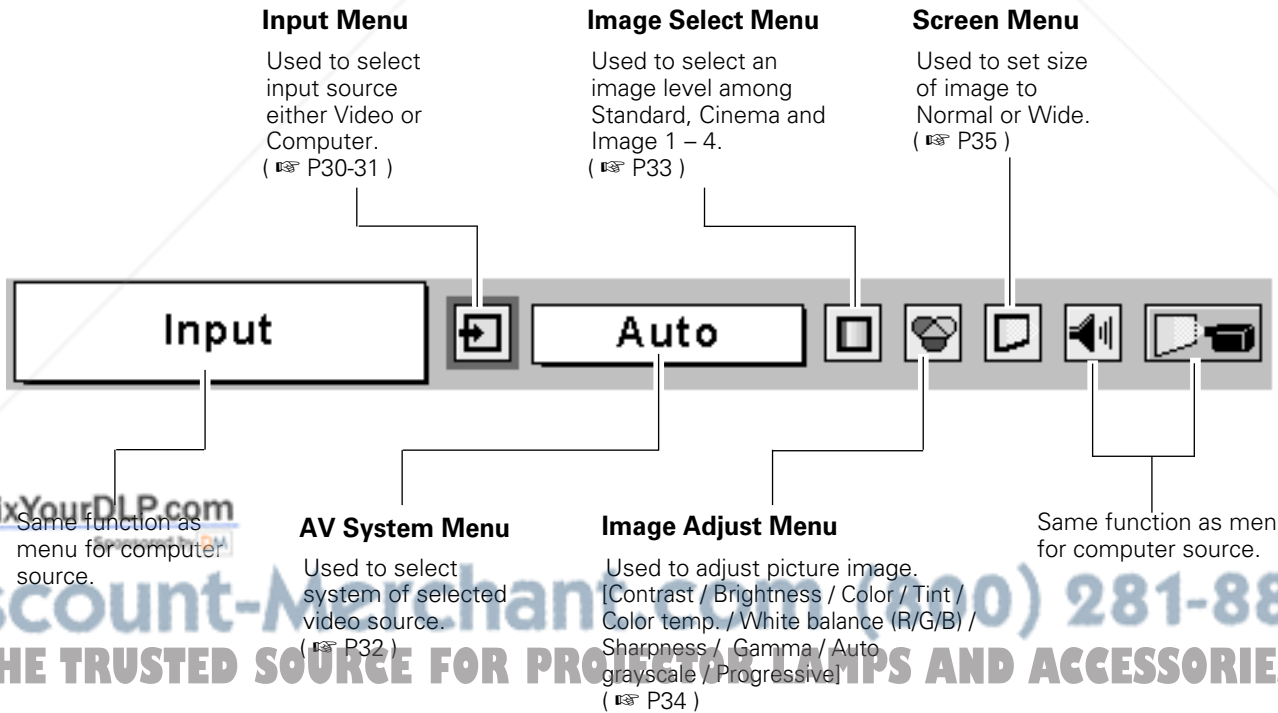 Input Menu
Used to select
input source
either Video or
Computer.
( ☞ P30-31 )
Image Select Menu
Used to select an
image level among
Standard, Cinema and
Image 1 – 4.
( ☞ P33 )
Screen Menu
Used to set size
of image to
Normal or Wide.
( ☞ P35 )
Input
Auto
Same function as
menu for computer
source.
AV System Menu
Used to select
system of selected
video source.
( ☞ P32 )
Image Adjust Menu
Used to adjust picture image.
[Contrast / Brightness / Color / Tint /
Color temp. / White balance (R/G/B) /
Sharpness / Gamma / Auto
grayscale / Progressive]
( ☞ P34 )
Same function as men
for computer source.
ixYourDLP.com
Sponsored by DM
scount-Merchant.com (800) 281-88
HE TRUSTED SOURCE FOR PROJECTOR LAMPS AND ACCESSORIE